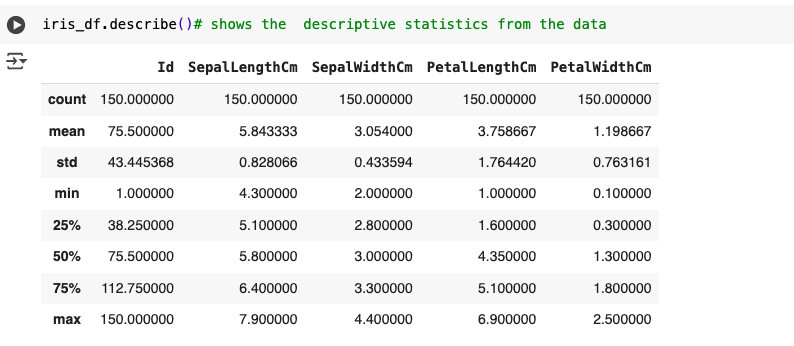 iris_df.describe()# shows the  descriptive statistics from the data
Id SepalLengthCm SepalWidthCm PetalLengthCm PetalWidthCm
count 150.000000 150.000000 150.000000 150.000000 150.000000
mean 75.500000 5.843333 3.054000 3.758667 1.198667
std 43.445368 0.828066 0.433594 1.764420 0.763161
min 1.000000 4.300000 2.000000 1.000000 0.100000
25% 38.250000 5.100000 2.800000 1.600000 0.300000
50% 75.500000 5.800000 3.000000 4.350000 1.300000
75% 112.750000 6.400000 3.300000 5.100000 1.800000
max 150.000000 7.900000 4.400000 6.900000 2.500000